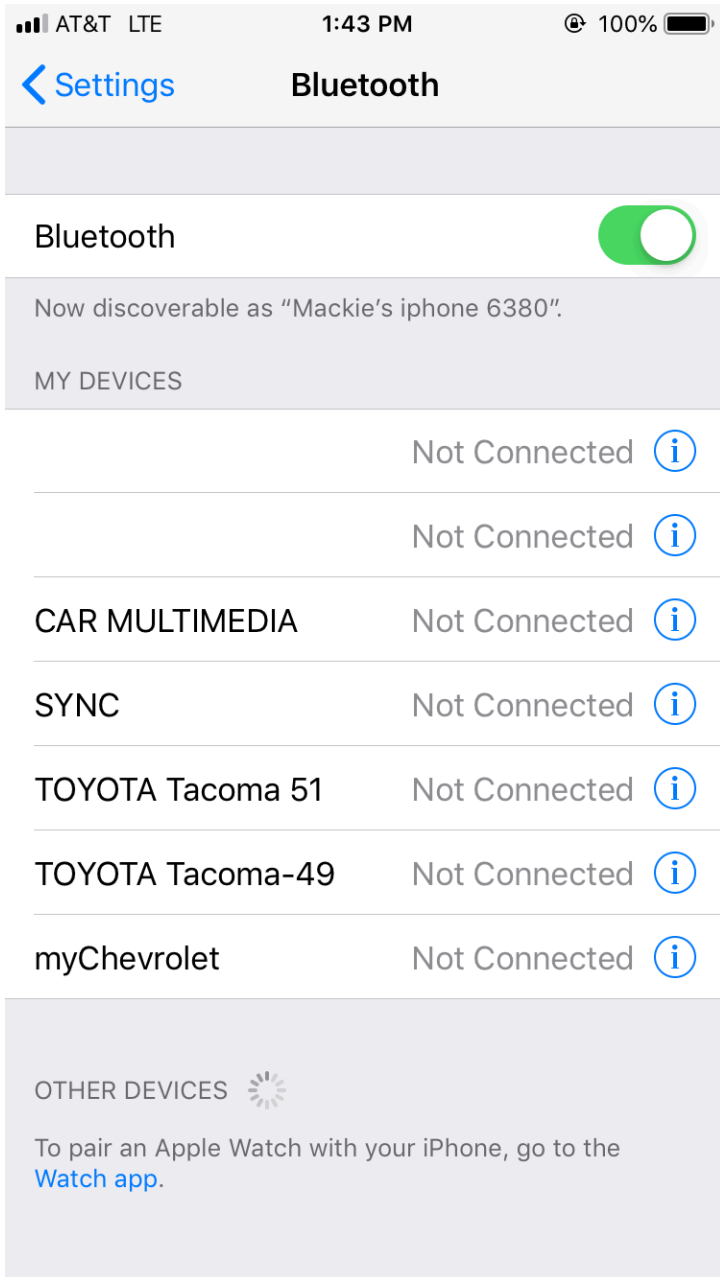 AT&T LTE 1:43 PM 100%
Settings Bluetooth
Bluetooth
Now discoverable as “Mackie’s iphone 6380”.
MY DEVICES
Not Connected i
Not Connected i
CAR MULTIMEDIA Not Connected i
SYNC Not Connected i
TOYOTA Tacoma 51 Not Connected i
TOYOTA Tacoma-49 Not Connected i
myChevrolet Not Connected i
OTHER DEVICES
To pair an Apple Watch with your iPhone, go to the
Watch app.